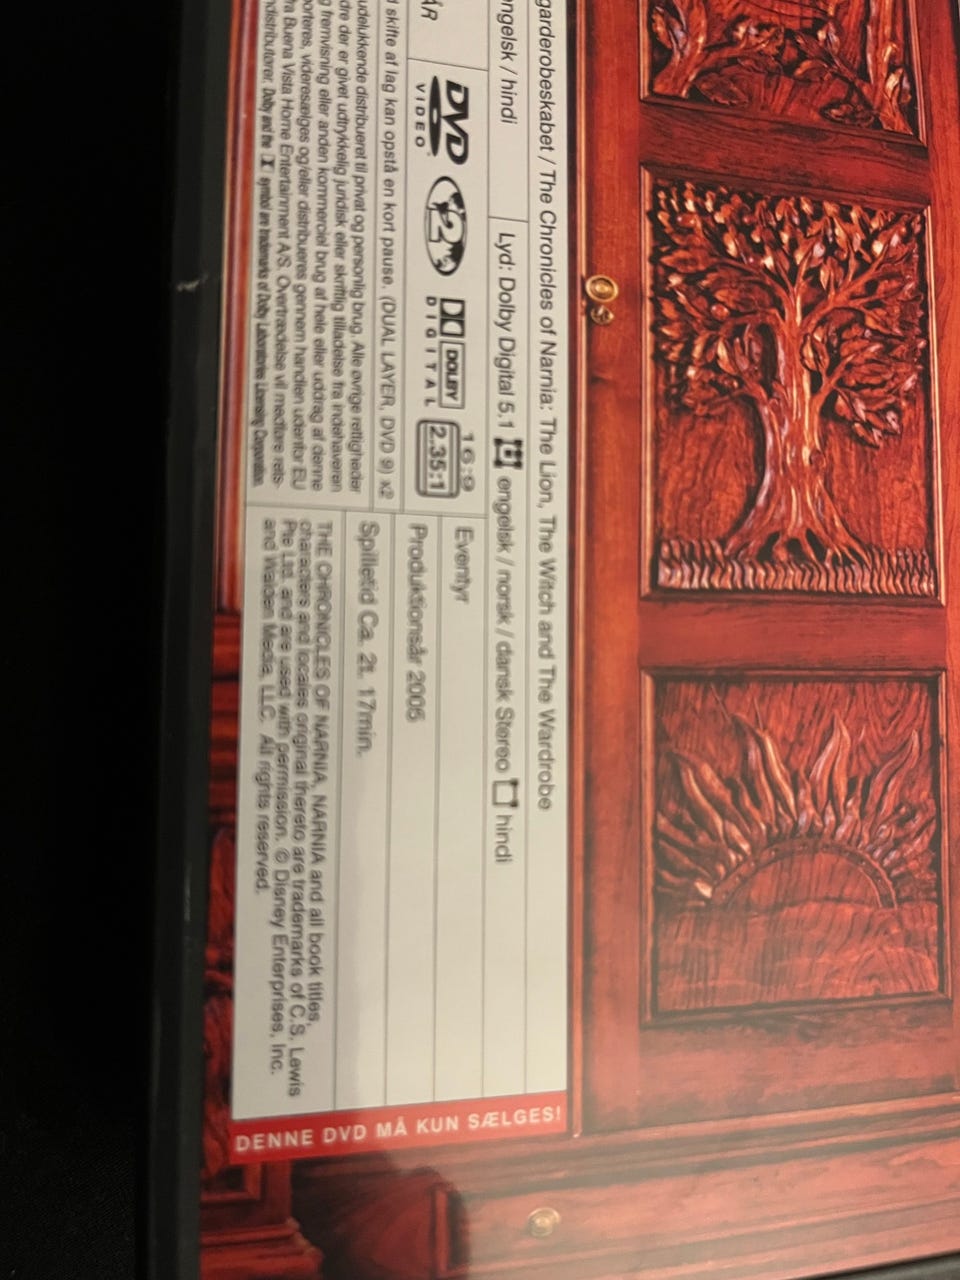 garderobeskabet / The Chronicles of Narnia: The Lion, The Witch and The Wardrobe
engelsk / hindi
Lyd: Dolby Digital 5.1 engelsk / norsk / dansk Stereo hindi
ÅR
DVD
VIDEO
2
DOLBY
DIGITAL
16:9
2.35:1
Eventyr
Produktionsår 2005
skifte af lag kan opstå en kort pause. (DUAL LAYER, DVD 9) x2
Spilletid Ca. 2t. 17min.
udelukkende distribueret til privat og personlig brug. Alle øvrige rettigheder
dre der er givet udtrykkelig juridisk eller skriftlig tilladelse fra indehaveren
g fremvisning eller anden kommerciel brug af hele eller uddrag af denne
porteres, videresælges og/eller distribueres gennem handlen udenfor EU
fra Buena Vista Home Entertainment A/S. Overtrædelse vil medføre rets-
ndistributører. Dolby and the symbol are trademarks of Dolby Laboratories Licensing Corporation.
THE CHRONICLES OF NARNIA, NARNIA and all book titles,
characters and locales original thereto are trademarks of C.S. Lewis
Pte Ltd. and are used with permission. © Disney Enterprises, Inc.
and Walden Media, LLC. All rights reserved.
DENNE DVD MÅ KUN SÆLGES!